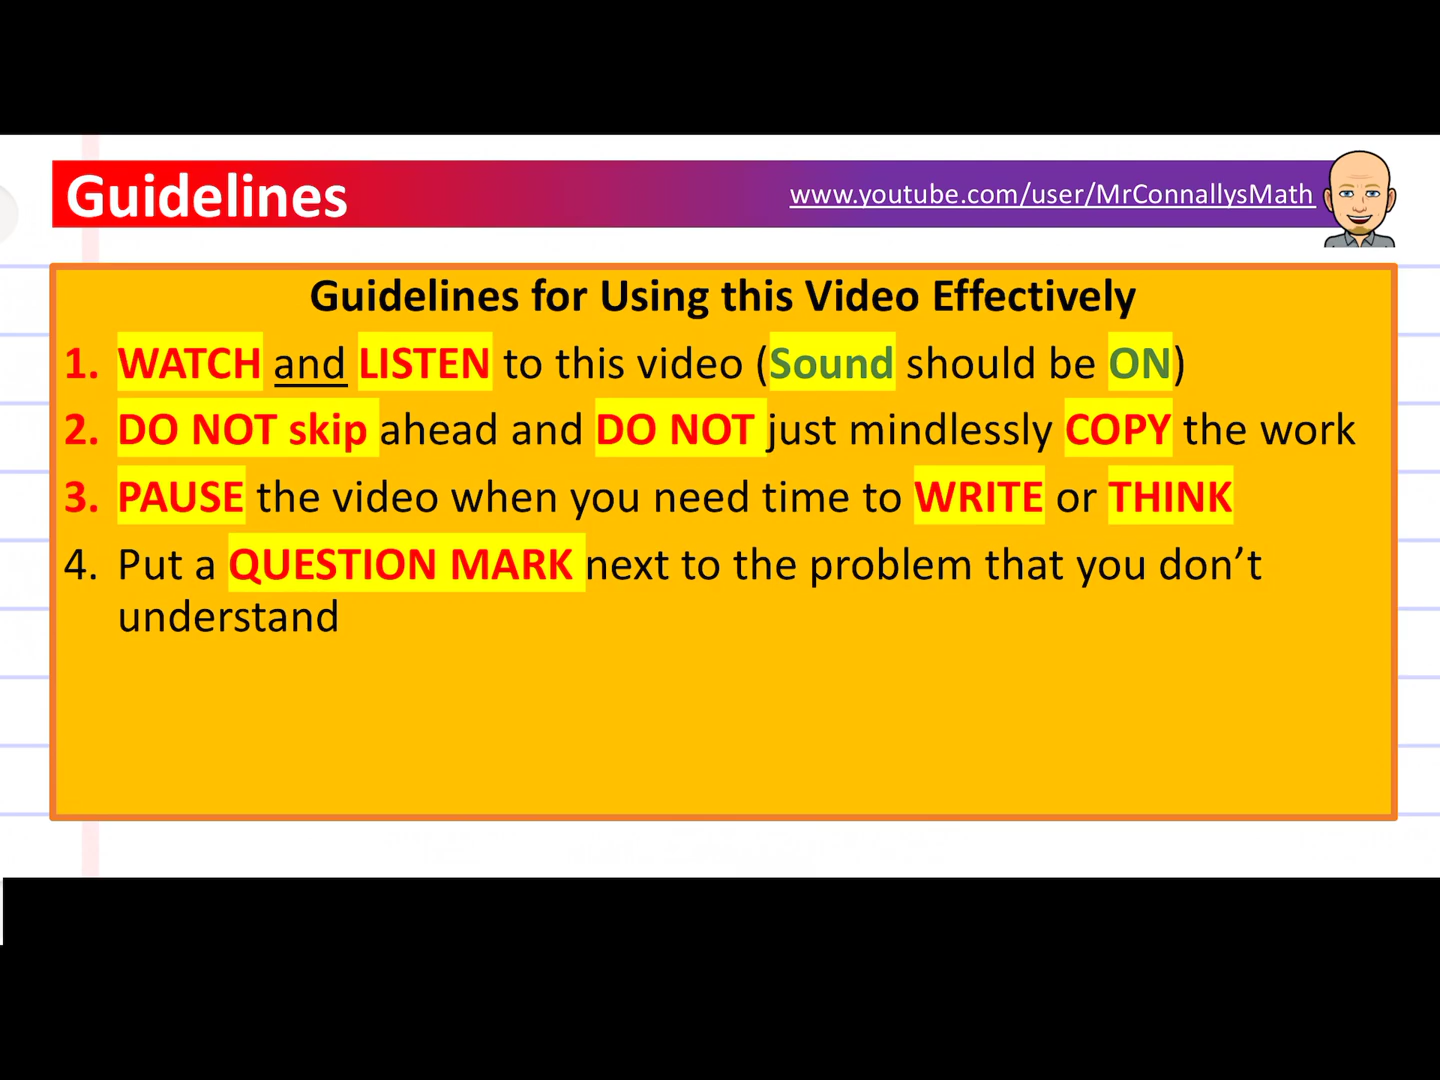 Guidelines
www.youtube.com/user/MrConnallysMath
Guidelines for Using this Video Effectively
1. WATCH and LISTEN to this video (Sound should be ON)
2. DO NOT skip ahead and DO NOT just mindlessly COPY the work
3. PAUSE the video when you need time to WRITE or THINK
4. Put a QUESTION MARK next to the problem that you don’t
understand